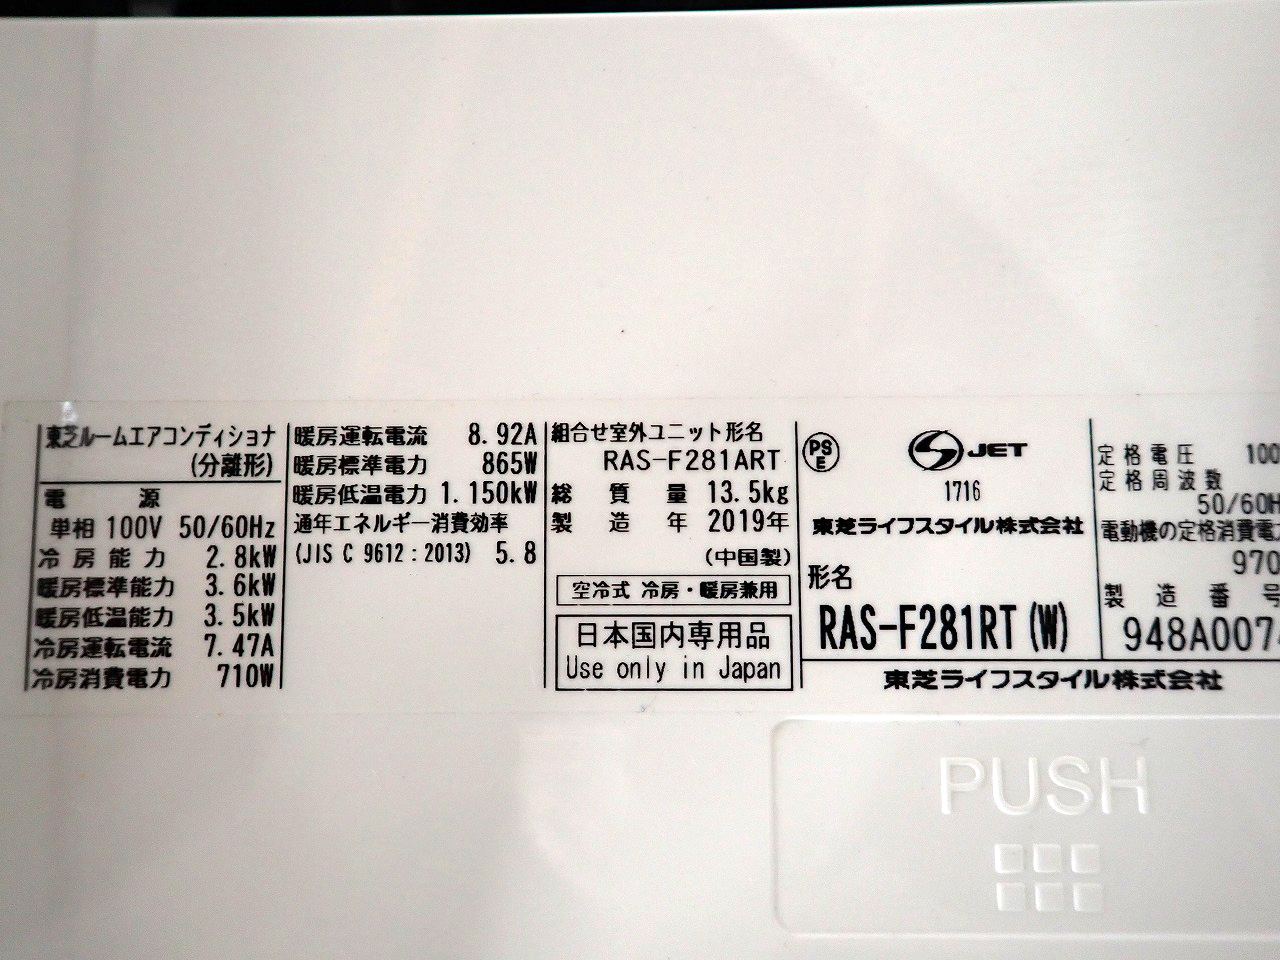 東芝ルームエアコンディショナ
(分離形)
電源
単相 100V 50/60Hz
冷房能力 2.8kW
暖房標準能力 3.6kW
暖房低温能力 3.5kW
冷房運転電流 7.47A
冷房消費電力 710W
暖房運転電流 8.92A
暖房標準電力 865W
暖房低温電力 1.150kW
通年エネルギー消費効率
(JIS C 9612:2013) 5.8
組合せ室外ユニット形名
RAS-F281ART
総質量 13.5kg
製造年 2019年
(中国製)
空冷式 冷房・暖房兼用
日本国内専用品
Use only in Japan
PSE
JET
1716
東芝ライフスタイル株式会社
形名
RAS-F281RT(W)
定格電圧 100
定格周波数
50/60H
電動機の定格消費電
970
製造番号
948A007
東芝ライフスタイル株式会社
PUSH